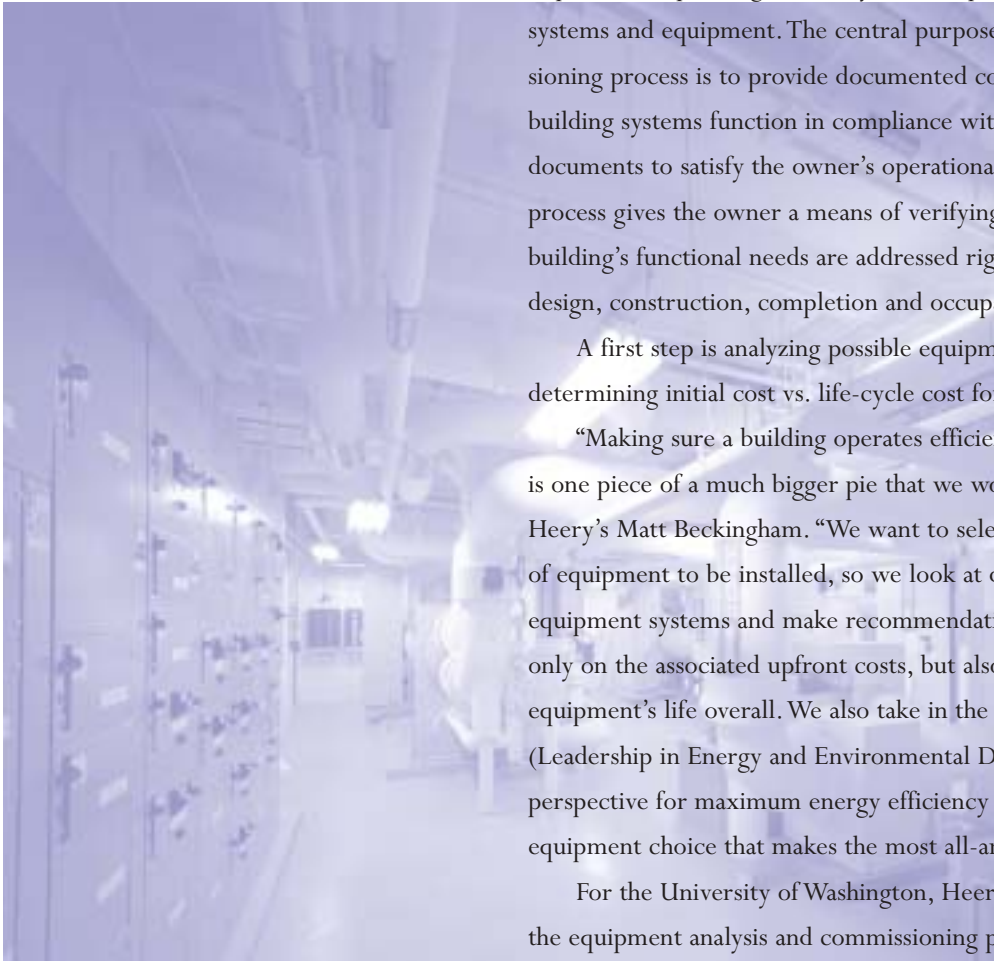 systems and equipment. The central purpose
sioning process is to provide documented co
building systems function in compliance wit
documents to satisfy the owner’s operationa
process gives the owner a means of verifying
building’s functional needs are addressed rig
design, construction, completion and occup
A first step is analyzing possible equipm
determining initial cost vs. life-cycle cost for
“Making sure a building operates efficie
is one piece of a much bigger pie that we wo
Heery’s Matt Beckingham. “We want to sele
of equipment to be installed, so we look at d
equipment systems and make recommendati
only on the associated upfront costs, but also
equipment’s life overall. We also take in the
(Leadership in Energy and Environmental D
perspective for maximum energy efficiency
equipment choice that makes the most all-ar
For the University of Washington, Heer
the equipment analysis and commissioning p